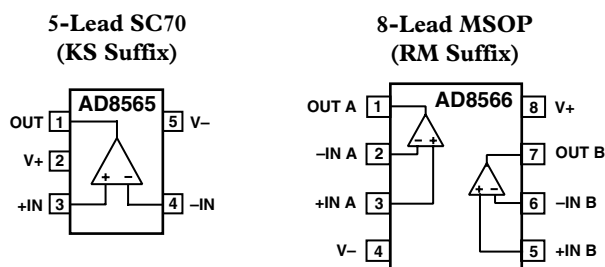 5-Lead SC70
(KS Suffix)
AD8565
OUT 1
5 V–
V+ 2
+IN 3
+ –
4 –IN
8-Lead MSOP
(RM Suffix)
AD8566
OUT A 1
8 V+
–IN A 2
– +
7 OUT B
+IN A 3
+ –
6 –IN B
V– 4
5 +IN B